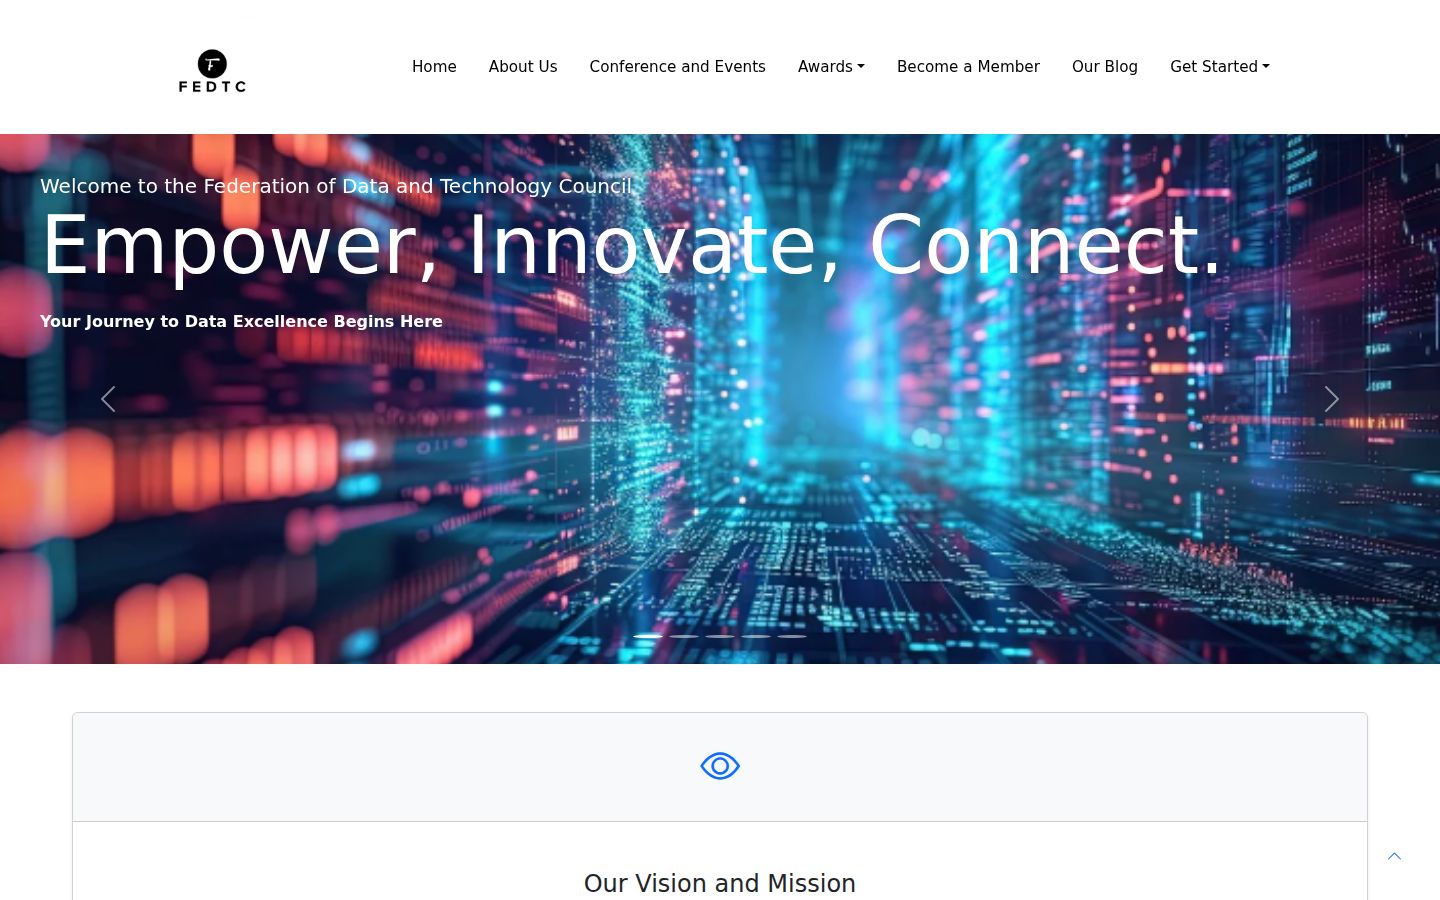 FEDTC
Home
About Us
Conference and Events
Awards
Become a Member
Our Blog
Get Started
Welcome to the Federation of Data and Technology Council
Empower, Innovate, Connect.
Your Journey to Data Excellence Begins Here
Our Vision and Mission